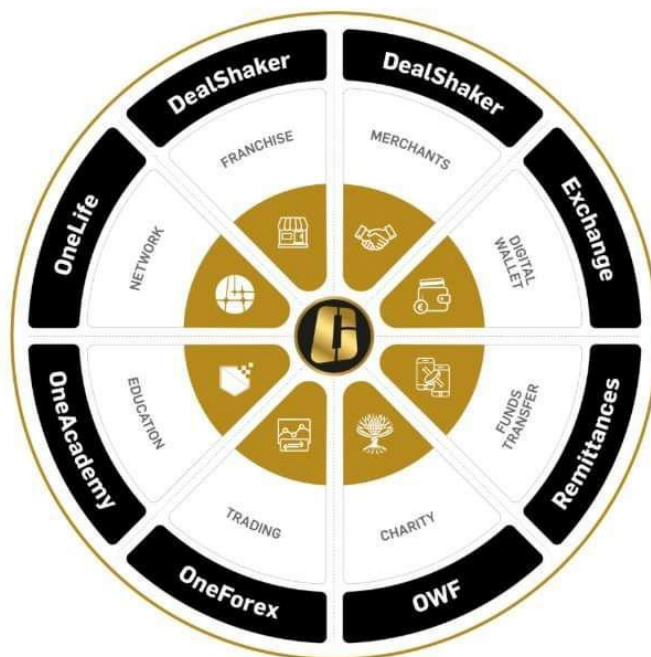 DealShaker
MERCHANTS
Exchange
DIGITAL
WALLET
Remittances
FUNDS
TRANSFER
OWF
CHARITY
OneForex
TRADING
OneAcademy
EDUCATION
OneLife
NETWORK
DealShaker
FRANCHISE